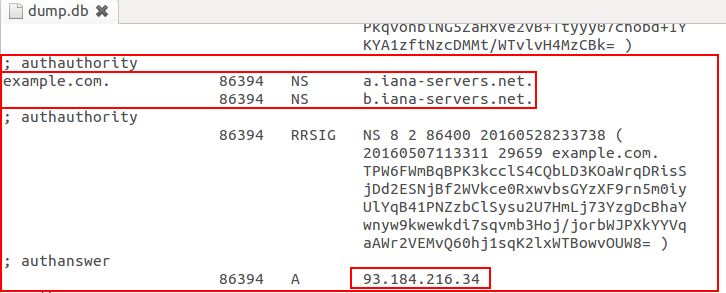 dump.db
PkqvonblNG5ZaHxve2vB+Ttyyy07cnobd+IY
KYA1zftNzcDMMt/WTvlvH4MzCBk= )
; authauthority
example.com. 86394 NS a.iana-servers.net.
86394 NS b.iana-servers.net.
; authauthority
86394 RRSIG NS 8 2 86400 20160528233738 (
20160507113311 29659 example.com.
TPW6FWmBqBPK3kcclS4CQbLD3KOaWrqDRisS
jDd2ESNjBf2WVkce0RxwvbsGYzXF9rn5m0iy
UlYqB41PNZzbClSysu2U7HmLj73YzgDcBhaY
wnyw9kwewkdi7sqvmb3Hoj/jorbWJPXkYYVq
aAWr2VEMvQ60hj1sqK2lxWTBowvOUW8= )
; authanswer
86394 A 93.184.216.34